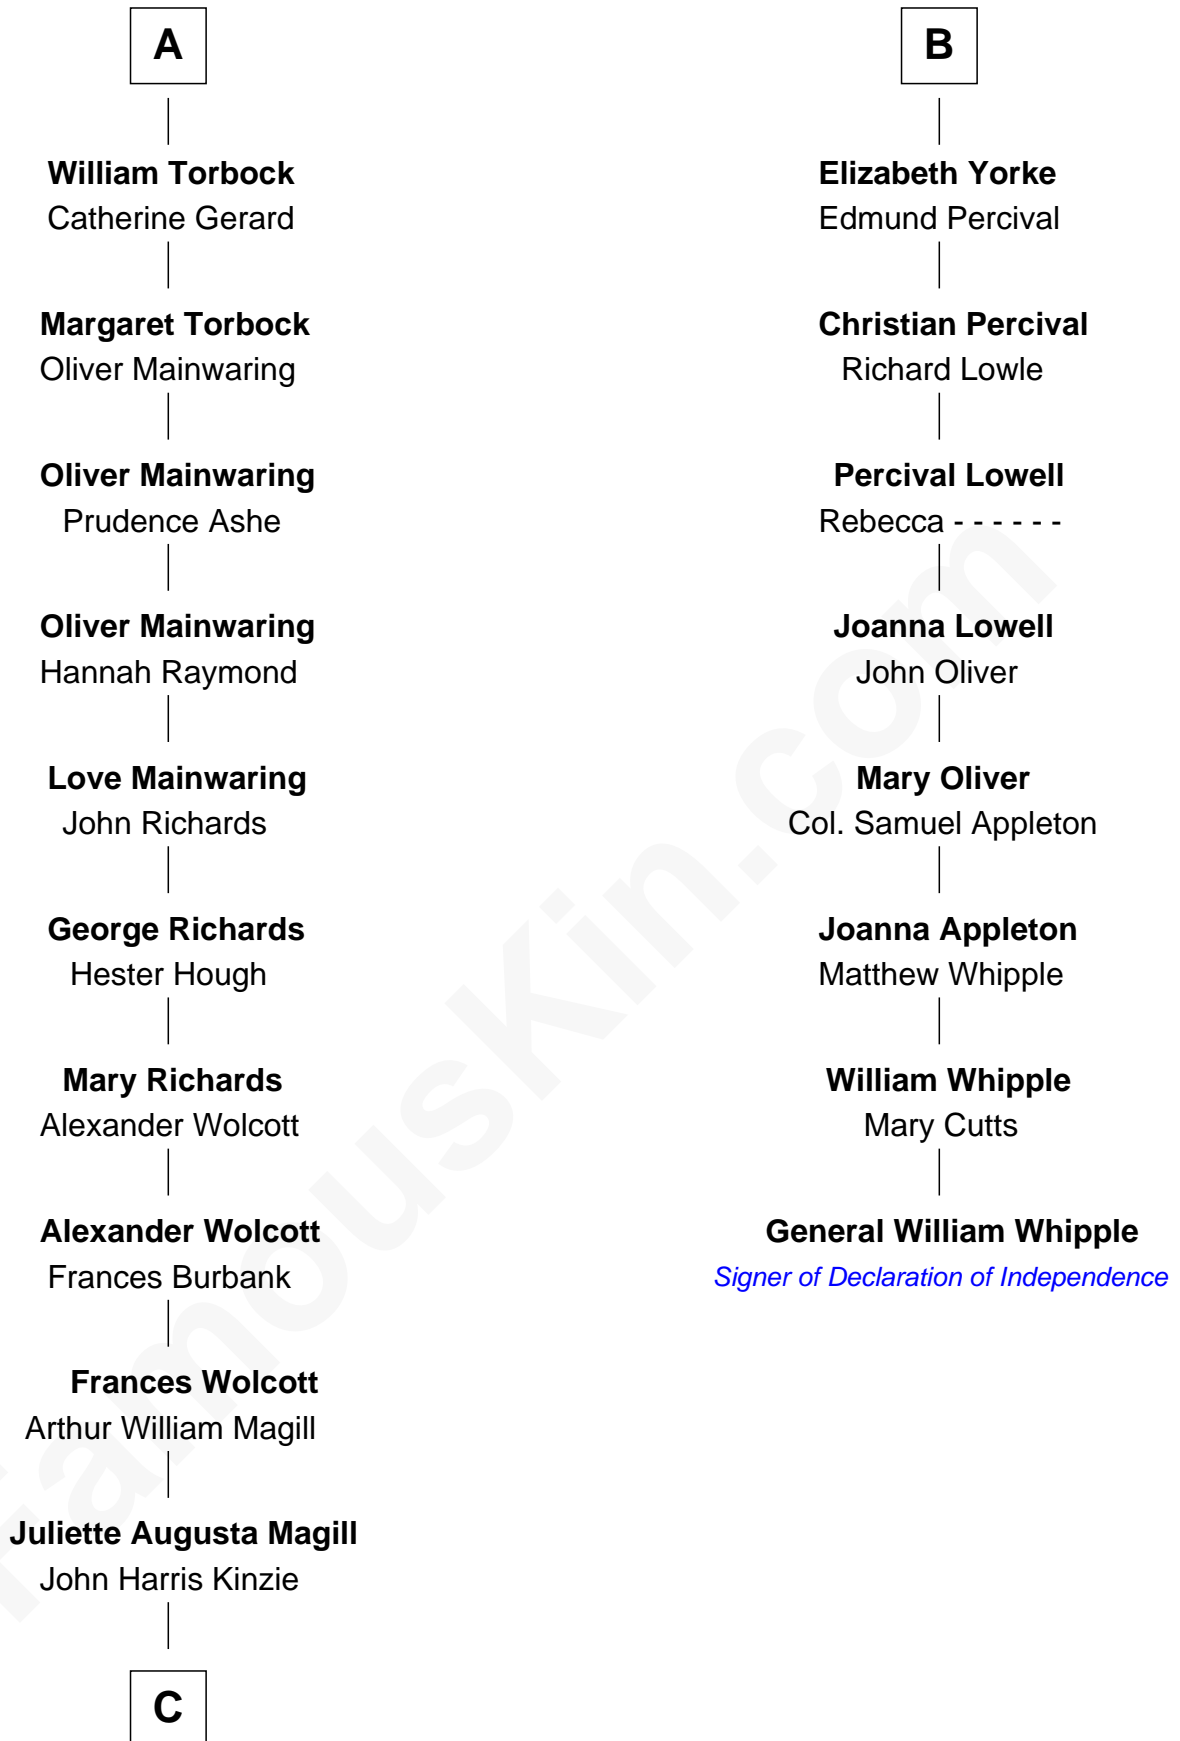 A
William Torbock
Catherine Gerard
Margaret Torbock
Oliver Mainwaring
Oliver Mainwaring
Prudence Ashe
Oliver Mainwaring
Hannah Raymond
Love Mainwaring
John Richards
George Richards
Hester Hough
Mary Richards
Alexander Wolcott
Alexander Wolcott
Frances Burbank
Frances Wolcott
Arthur William Magill
Juliette Augusta Magill
John Harris Kinzie
C
B
Elizabeth Yorke
Edmund Percival
Christian Percival
Richard Lowle
Percival Lowell
Rebecca - - - - - -
Joanna Lowell
John Oliver
Mary Oliver
Col. Samuel Appleton
Joanna Appleton
Matthew Whipple
William Whipple
Mary Cutts
General William Whipple
Signer of Declaration of Independence
FamousKin.com